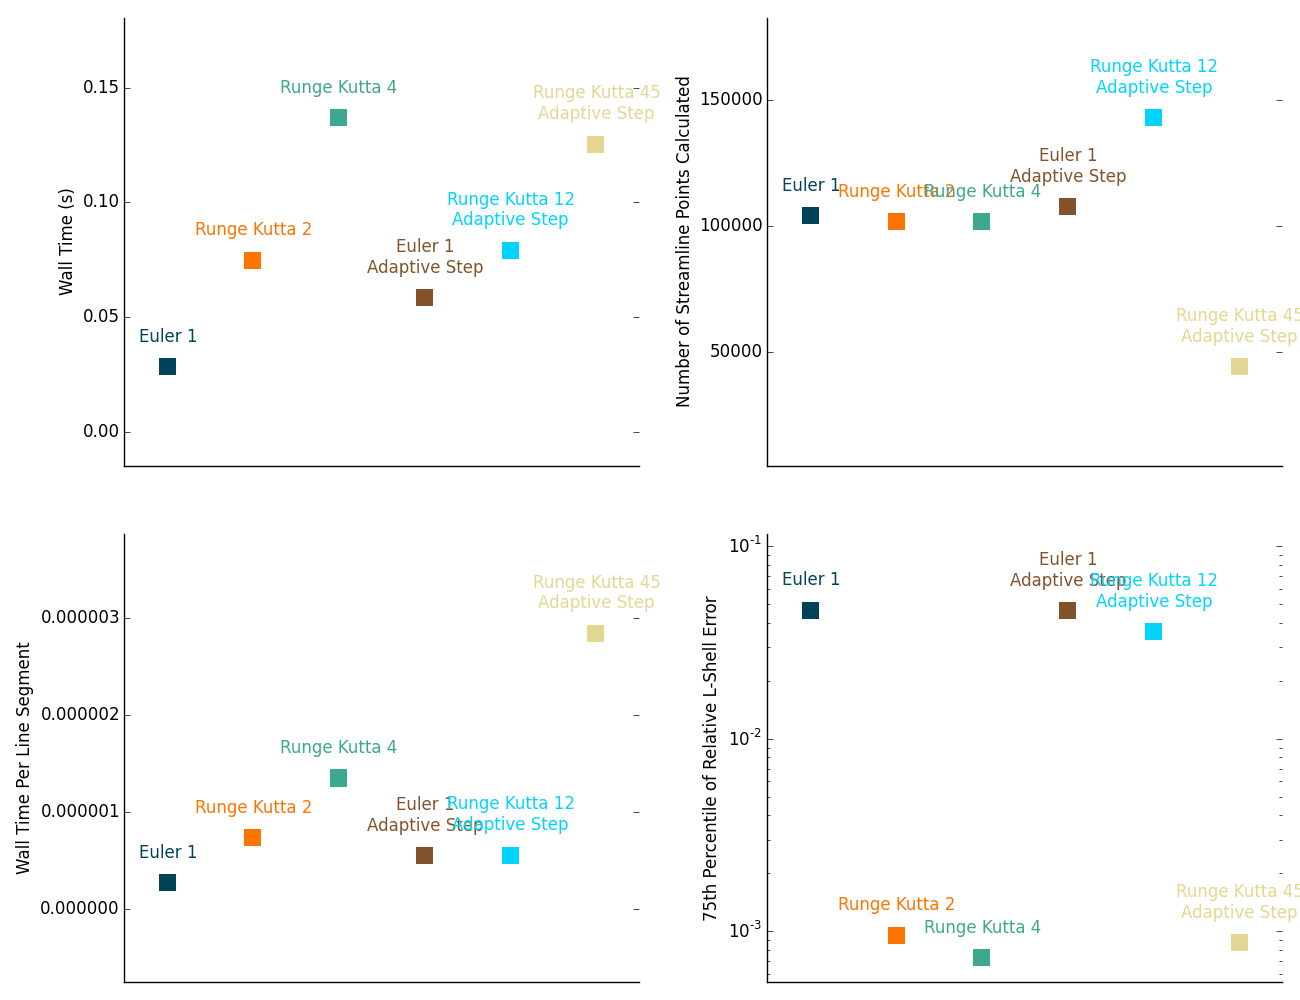 0.15
0.10
0.05
0.00
Wall Time (s)
Runge Kutta 4
Runge Kutta 45
Adaptive Step
Runge Kutta 12
Adaptive Step
Runge Kutta 2
Euler 1
Adaptive Step
Euler 1
150000
100000
50000
Number of Streamline Points Calculated
Runge Kutta 12
Adaptive Step
Euler 1
Adaptive Step
Euler 1
Runge Kutta 2
Runge Kutta 4
Runge Kutta 45
Adaptive Step
0.000003
0.000002
0.000001
0.000000
Wall Time Per Line Segment
Runge Kutta 45
Adaptive Step
Runge Kutta 4
Runge Kutta 2
Euler 1
Adaptive Step
Runge Kutta 12
Adaptive Step
Euler 1
10^-1
10^-2
10^-3
75th Percentile of Relative L-Shell Error
Euler 1
Euler 1
Adaptive Step
Runge Kutta 12
Adaptive Step
Runge Kutta 2
Runge Kutta 4
Runge Kutta 45
Adaptive Step